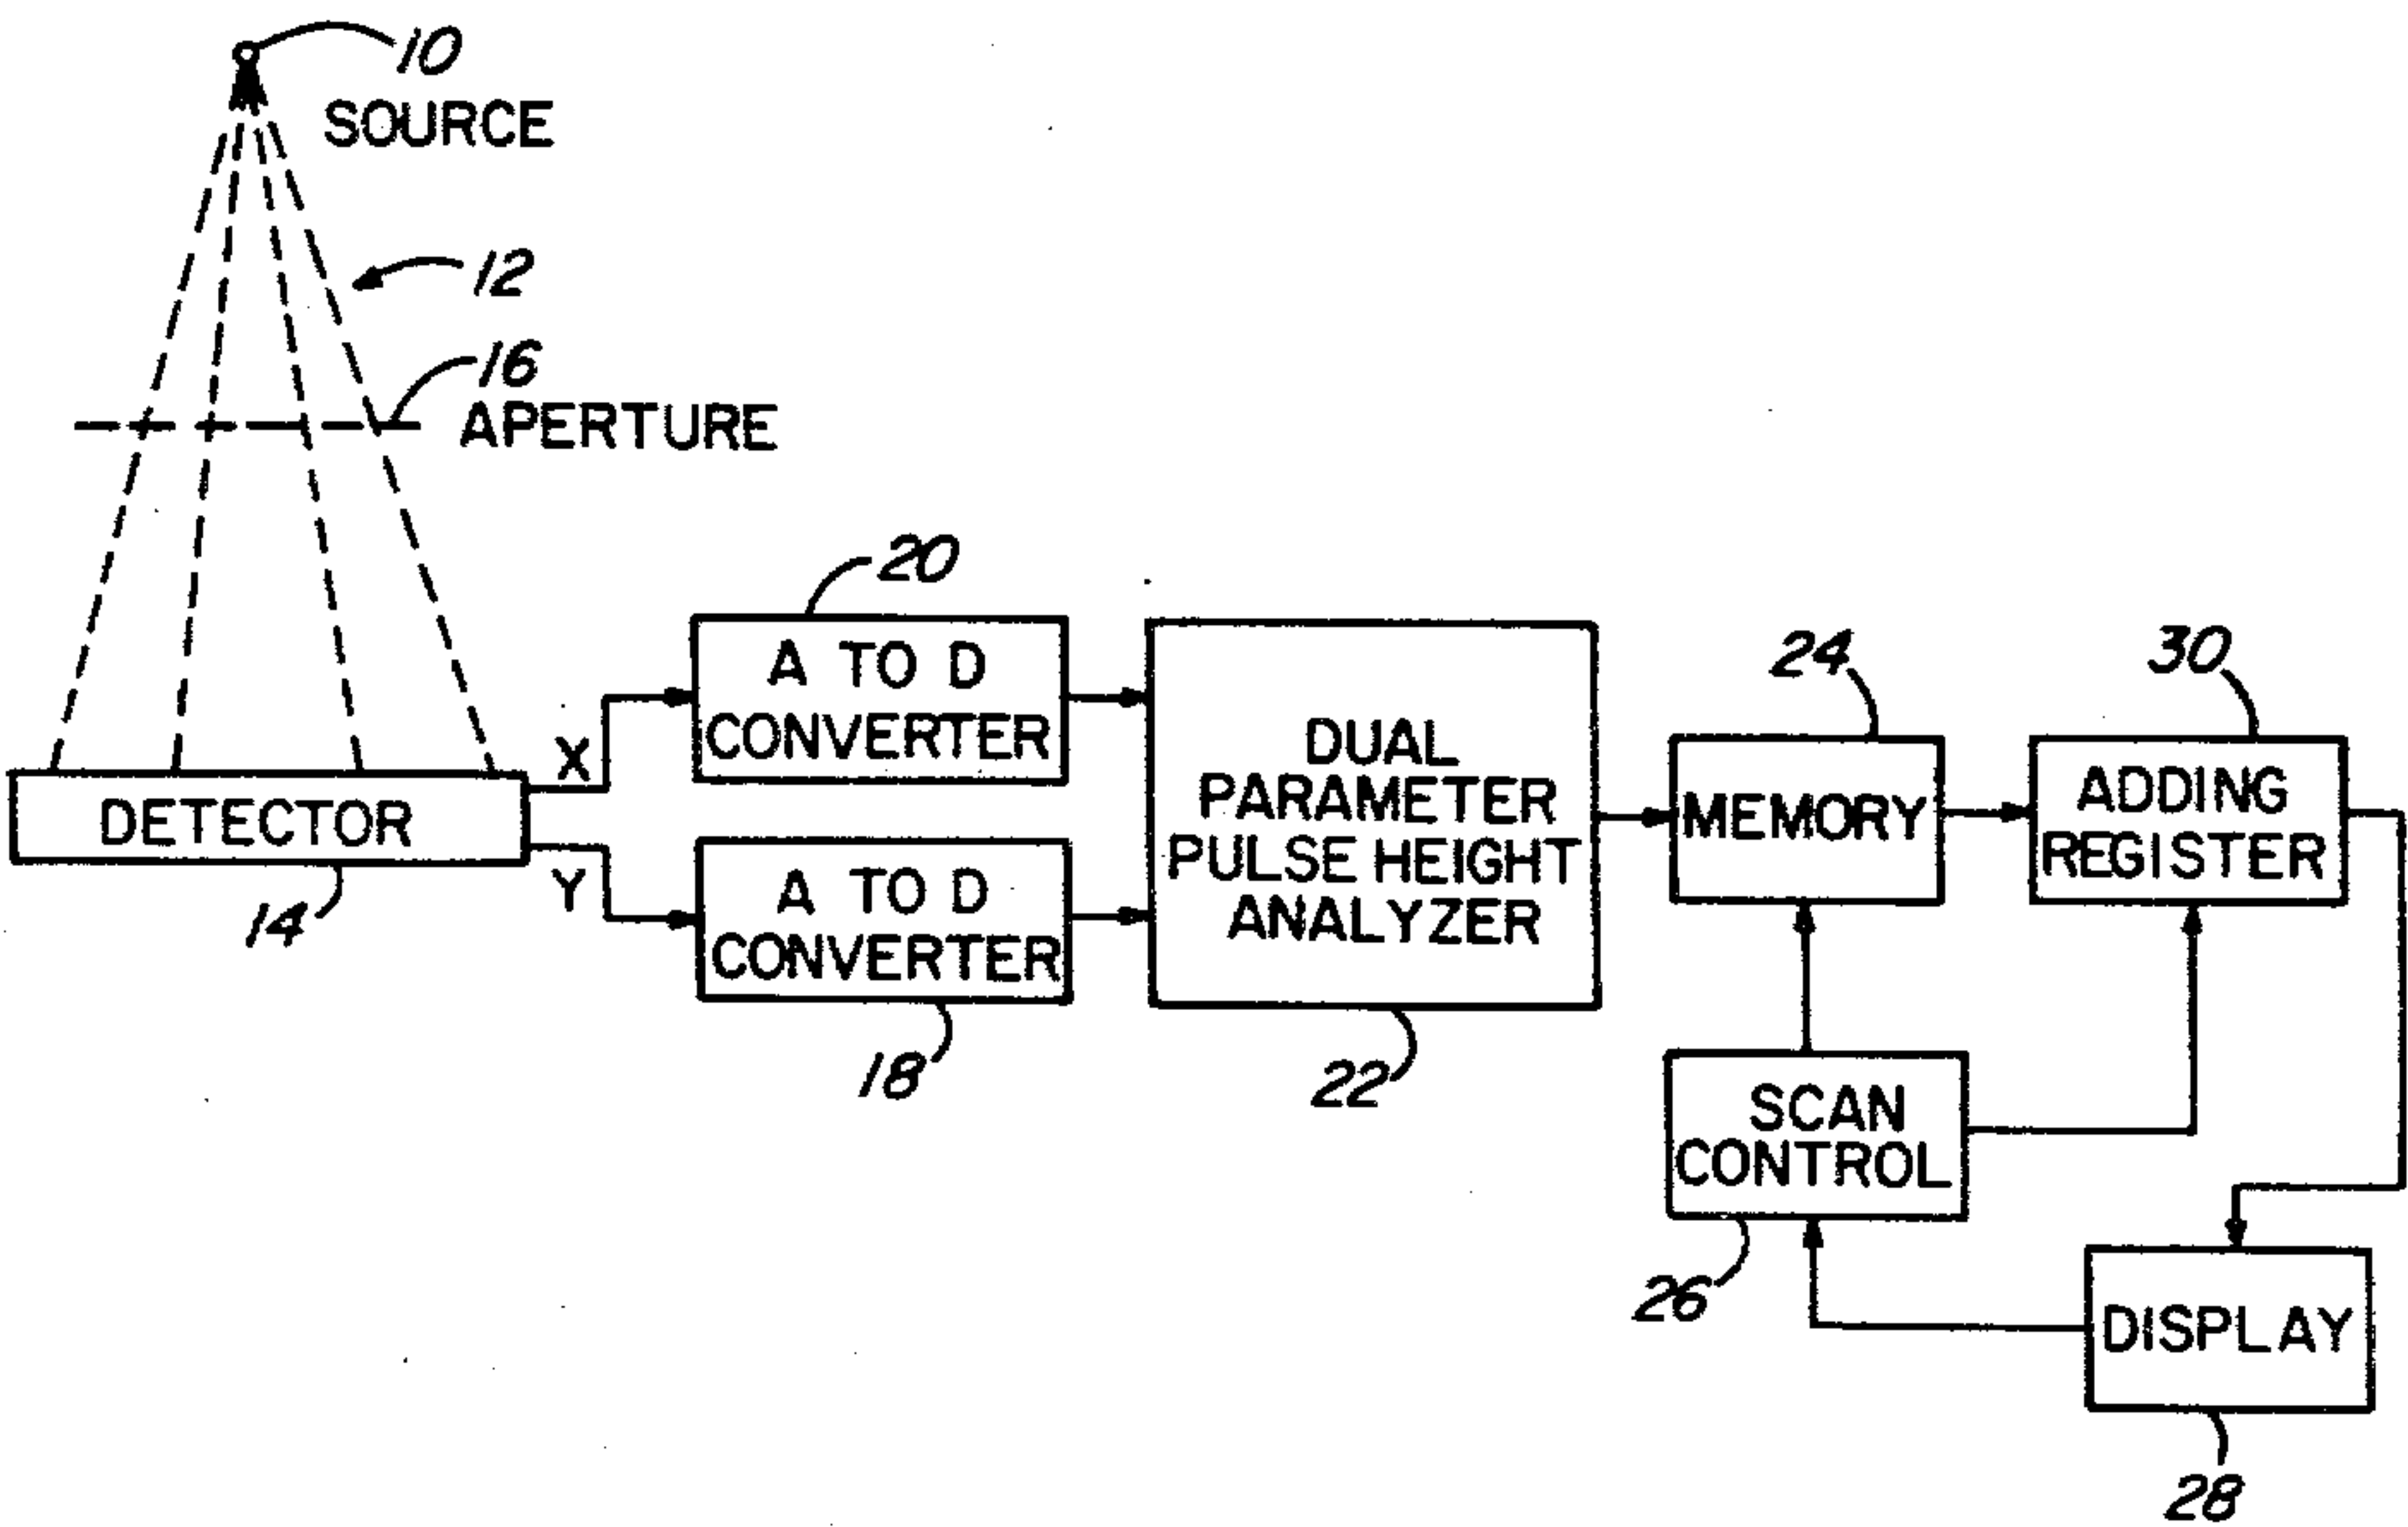 10
SOURCE
12
16
APERTURE
20
A TO D
CONVERTER
X
DETECTOR
Y
14
A TO D
CONVERTER
18
DUAL
PARAMETER
PULSE HEIGHT
ANALYZER
22
24
MEMORY
30
ADDING
REGISTER
SCAN
CONTROL
26
DISPLAY
28